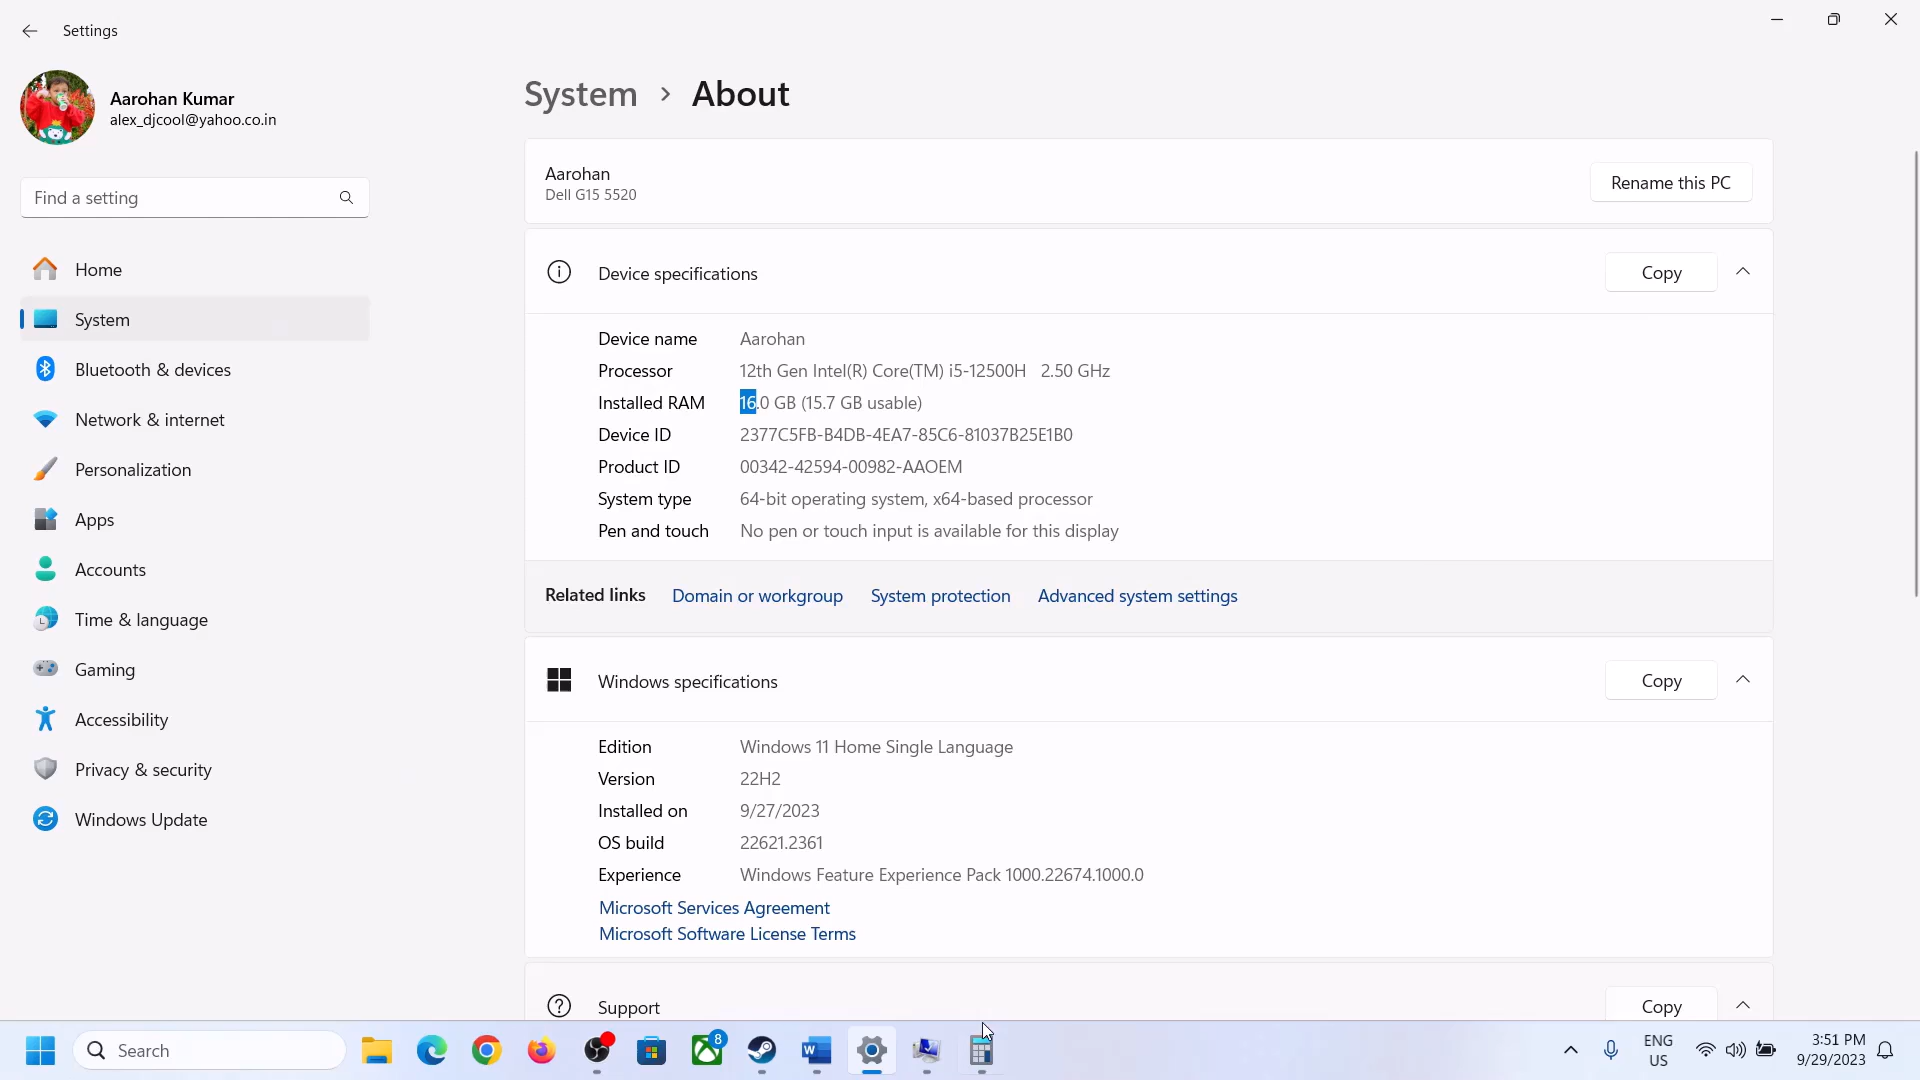 Settings
Aarohan Kumar
alex_djcool@yahoo.co.in
Find a setting
Home
System
Bluetooth & devices
Network & internet
Personalization
Apps
Accounts
Time & language
Gaming
Accessibility
Privacy & security
Windows Update
System > About
Aarohan
Dell G15 5520
Rename this PC
Device specifications
Copy
Device name Aarohan
Processor 12th Gen Intel(R) Core(TM) i5-12500H 2.50 GHz
Installed RAM 16.0 GB (15.7 GB usable)
Device ID 2377C5FB-B4DB-4EA7-85C6-81037B25E1B0
Product ID 00342-42594-00982-AAOEM
System type 64-bit operating system, x64-based processor
Pen and touch No pen or touch input is available for this display
Related links Domain or workgroup System protection Advanced system settings
Windows specifications
Copy
Edition Windows 11 Home Single Language
Version 22H2
Installed on 9/27/2023
OS build 22621.2361
Experience Windows Feature Experience Pack 1000.22674.1000.0
Microsoft Services Agreement
Microsoft Software License Terms
Support
Copy
Search
8
ENG
US
3:51 PM
9/29/2023